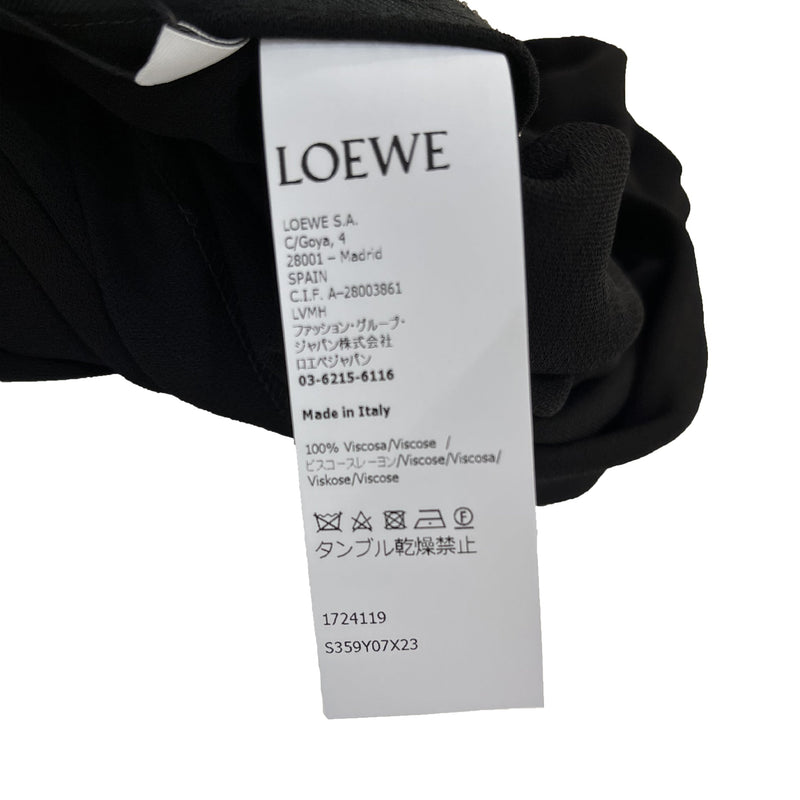 LOEWE
LOEWE S.A.
C/Goya, 4
28001 – Madrid
SPAIN
C.I.F. A-28003861
LVMH
ファッション・グループ・
ジャパン株式会社
ロエベジャパン
03-6215-6116
Made in Italy
100% Viscosa/Viscose /
ビスコースレーヨン/Viscose/Viscosa/
Viskose/Viscose
タンブル乾燥禁止
1724119
S359Y07X23